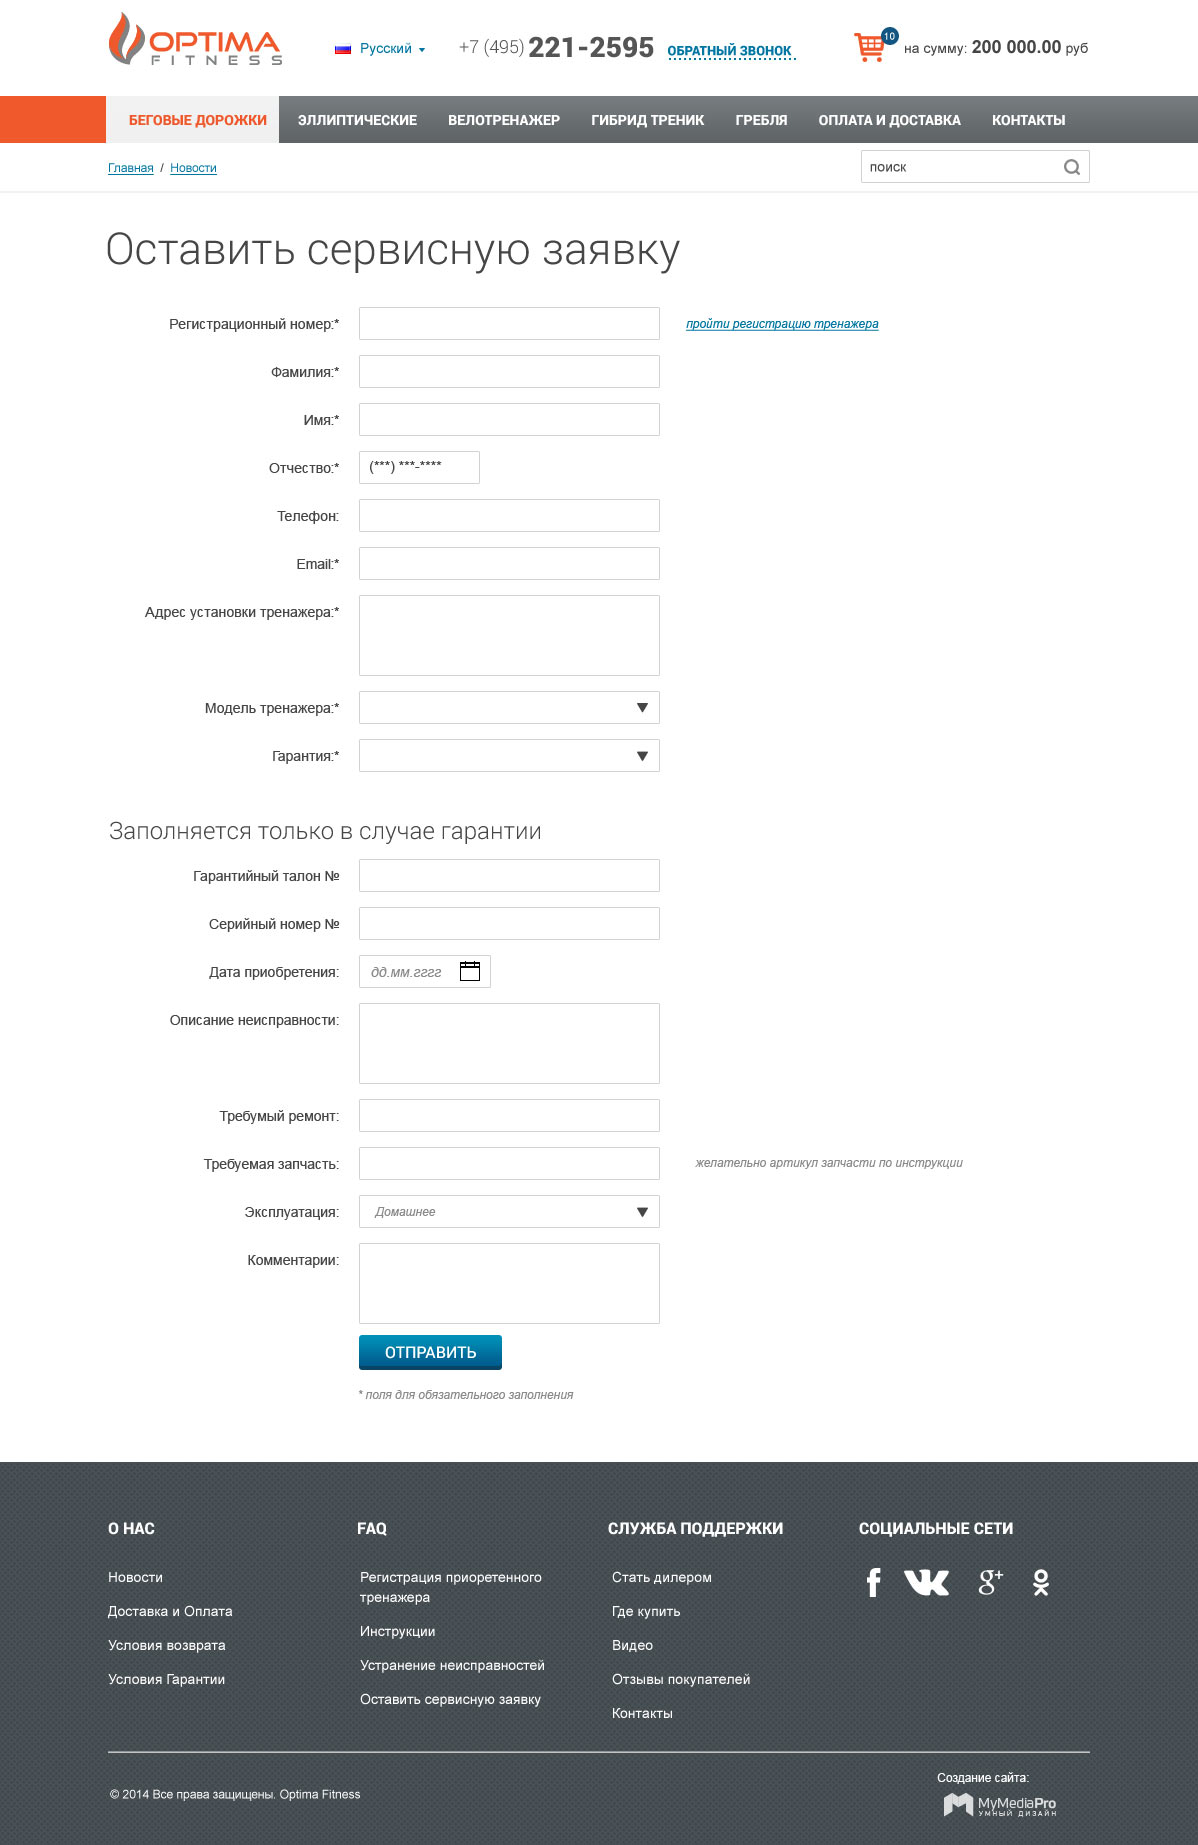 OPTIMA
FITNESS
Русский
+7 (495) 221-2595
ОБРАТНЫЙ ЗВОНОК
10
на сумму: 200 000.00 руб
БЕГОВЫЕ ДОРОЖКИ
ЭЛЛИПТИЧЕСКИЕ
ВЕЛОТРЕНАЖЕР
ГИБРИД ТРЕНИК
ГРЕБЛЯ
ОПЛАТА И ДОСТАВКА
КОНТАКТЫ
Главная / Новости
поиск
Оставить сервисную заявку
Регистрационный номер:*
пройти регистрацию тренажера
Фамилия:*
Имя:*
Отчество:*
(***) ***-****
Телефон:
Email:*
Адрес установки тренажера:*
Модель тренажера:*
Гарантия:*
Заполняется только в случае гарантии
Гарантийный талон №
Серийный номер №
Дата приобретения:
дд.мм.гггг
Описание неисправности:
Требумый ремонт:
Требуемая запчасть:
желательно артикул запчасти по инструкции
Эксплуатация:
Домашнее
Комментарии:
ОТПРАВИТЬ
* поля для обязательного заполнения
О НАС
Новости
Доставка и Оплата
Условия возврата
Условия Гарантии
FAQ
Регистрация приоретенного
тренажера
Инструкции
Устранение неисправностей
Оставить сервисную заявку
СЛУЖБА ПОДДЕРЖКИ
Стать дилером
Где купить
Видео
Отзывы покупателей
Контакты
СОЦИАЛЬНЫЕ СЕТИ
© 2014 Все права защищены. Optima Fitness
Создание сайта:
MyMediaPro
УМНЫЙ ДИЗАЙН